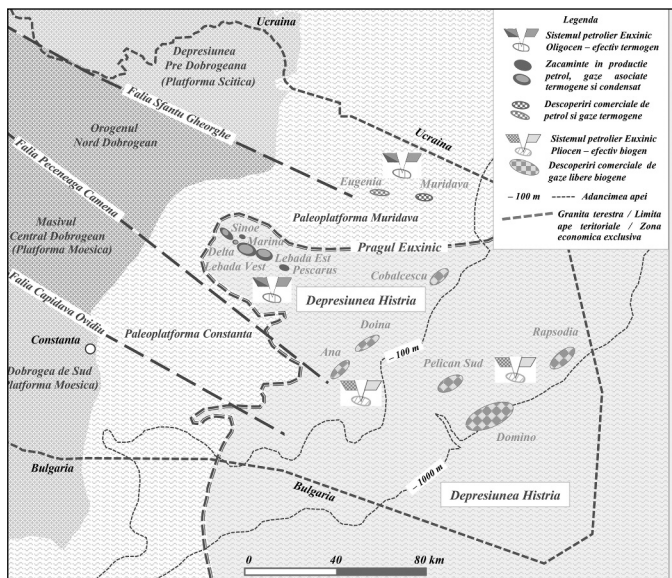 Ucraina
Depresiunea
Pre Dobrogeana
(Platforma Scitica)
Falia Sfantu Gheorghe
Orogenul
Nord Dobrogean
Falia Peceneaga Camena
Ucraina
Eugenia
Muridava
Paleoplatforma Muridava
Masivul
Central Dobrogean
(Platforma Moesica)
Sinoe
Marina
Delta
Lebada Est
Lebada Vest
Pescarus
Pragul Euxinic
Cobalcescu
Falia Capidava Ovidiu
Depresiunea Histria
Paleoplatforma Constanta
Constanta
Doina
Ana
– 100 m
Rapsodia
Pelican Sud
Dobrogea de Sud
Platforma Moesica)
Domino
Bulgaria
Bulgaria
– 1000 m
Depresiunea Histria
0 40 80 km
Legenda
Sistemul petrolier Euxinic
Oligocen – efectiv termogen
Zacaminte in productie
petrol, gaze asociate
termogene si condensat
Descoperiri comerciale de
petrol si gaze termogene
Sistemul petrolier Euxinic
Pliocen – efectiv biogen
Descoperiri comerciale de
gaze libere biogene
– 100 m Adancimea apei
Granita terestra / Limita
ape teritoriale / Zona
economica exclusiva